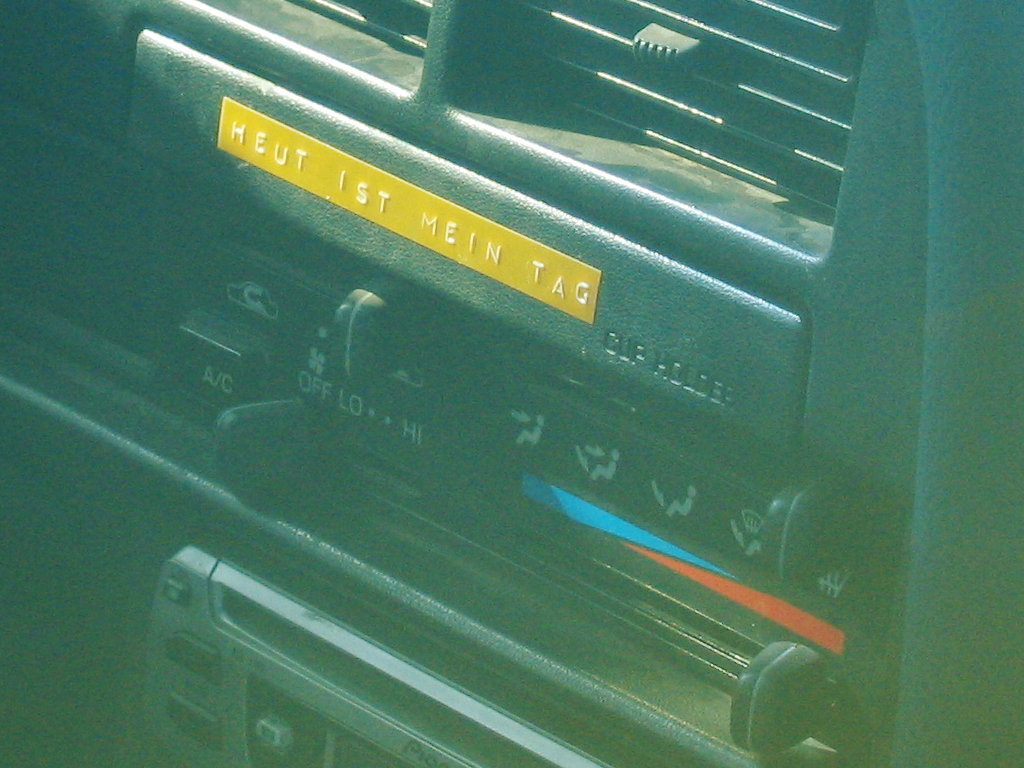 HEUT IST MEIN TAG
CUP HOLDER
A/C
OFF LO HI